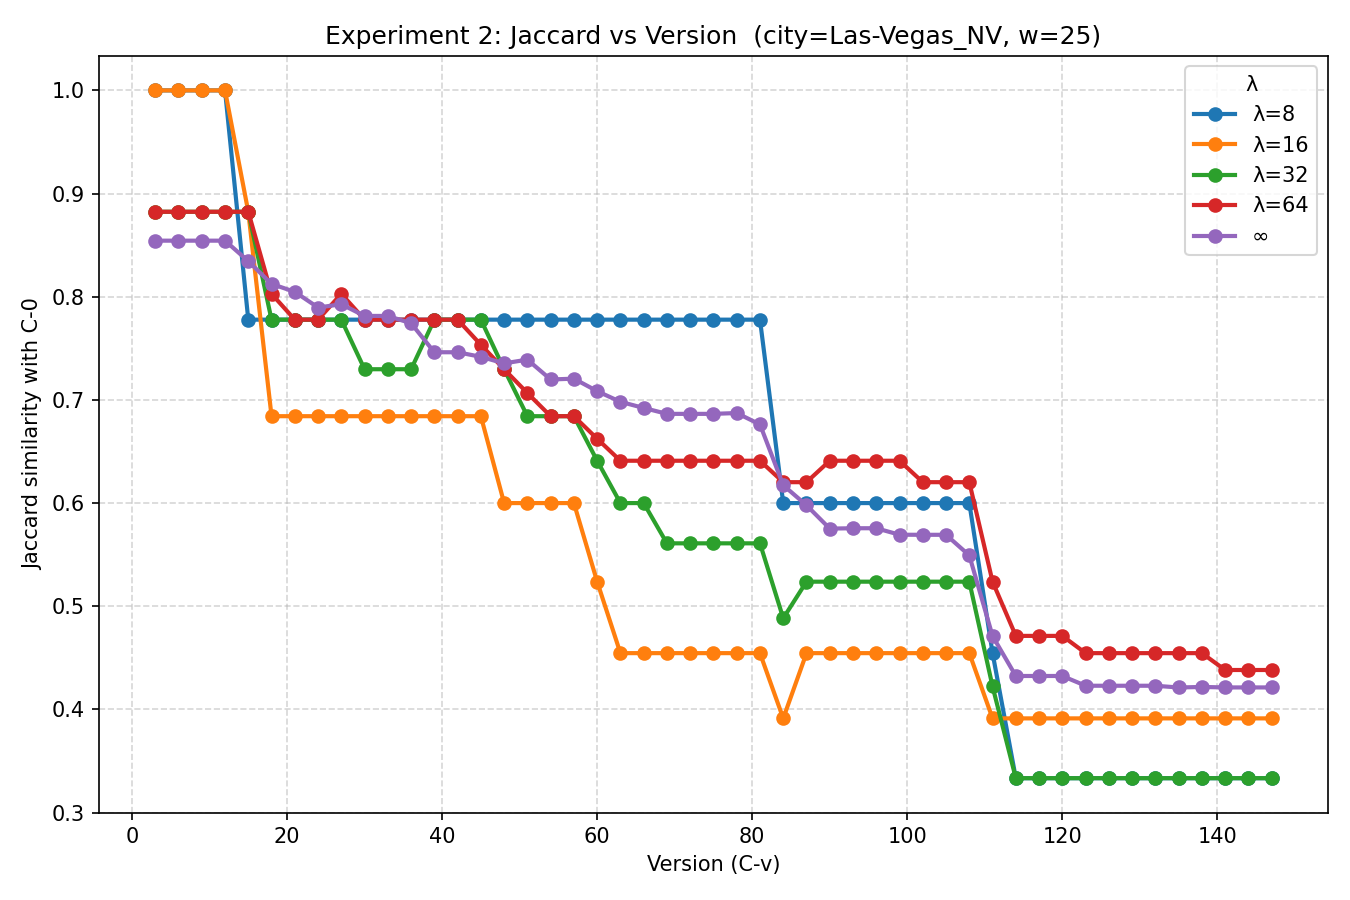 Experiment 2: Jaccard vs Version  (city=Las-Vegas_NV, w=25)
Jaccard similarity with C-0
1.0
0.9
0.8
0.7
0.6
0.5
0.4
0.3
λ
λ=8
λ=16
λ=32
λ=64
∞
0 20 40 60 80 100 120 140
Version (C-v)